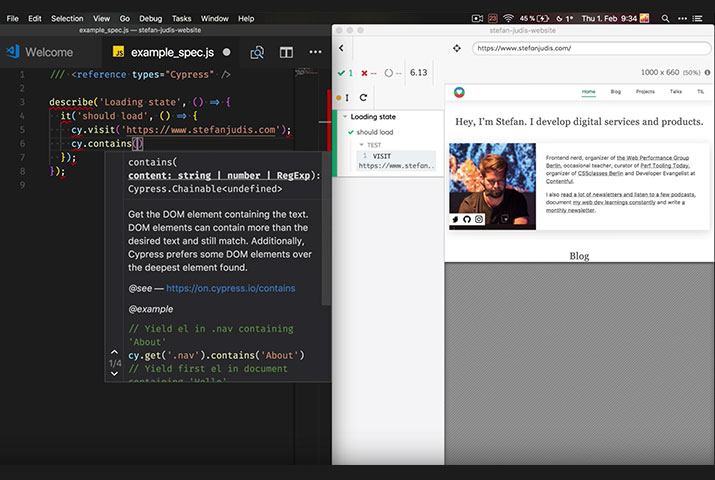 File Edit Selection View Go Debug Tasks Window Help
23 45% 1° Thu 1. Feb 9:34
example_spec.js — stefan-judis-website
stefan-judis-website
Welcome
JS example_spec.js
1 /// <reference types="Cypress" />
2
3 describe('Loading state', () => {
4 it('should load', () => {
5 cy.visit('https://www.stefanjudis.com');
6 cy.contains()
7 });
8 });
9
contains(
content: string | number | RegExp):
Cypress.Chainable<undefined>
Get the DOM element containing the text.
DOM elements can contain more than the
desired text and still match. Additionally,
Cypress prefers some DOM elements over
the deepest element found.
@see — https://on.cypress.io/contains
@example
// Yield el in .nav containing
'About'
cy.get('.nav').contains('About')
1/4
// Yield first el in document
containing 'Hello'
1 -- -- 6.13
Loading state
should load
TEST
1 VISIT
https://www.stefan..
https://www.stefanjudis.com/
1000 x 660 (50%)
Home Blog Projects Talks TIL
Hey, I'm Stefan. I develop digital services and products.
Frontend nerd, organizer of the Web Performance Group
Berlin, occasional teacher, curator of Perf Tooling Today,
organizer of CSSclasses Berlin and Developer Evangelist at
Contentful.
I also read a lot of newsletters and listen to a few podcasts,
document my web dev learnings constantly and write a
monthly newsletter.
Blog